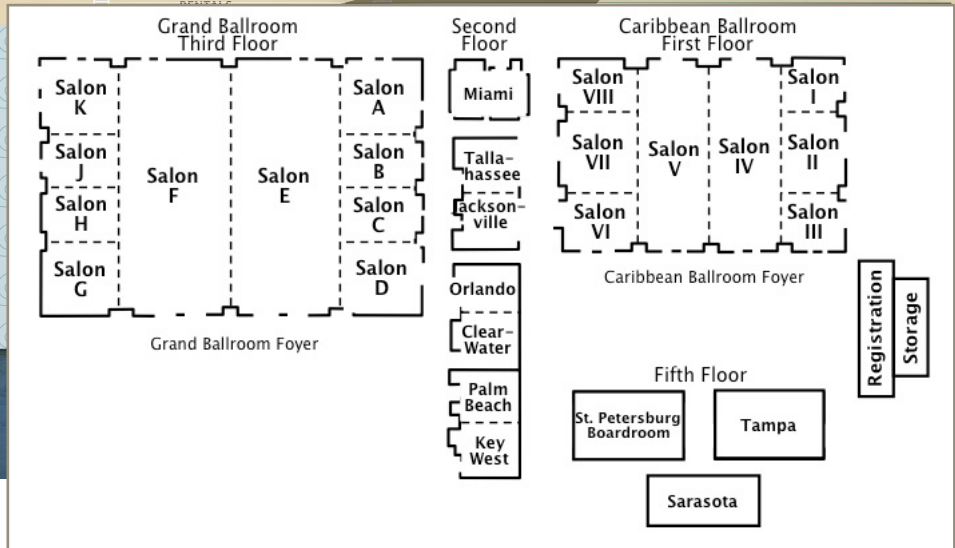 RENTALS
Grand Ballroom
Third Floor
Salon
K
Salon
J
Salon
H
Salon
G
Salon
F
Salon
E
Salon
A
Salon
B
Salon
C
Salon
D
Grand Ballroom Foyer
Second
Floor
Miami
Talla-
hassee
Jackson-
ville
Orlando
Clear-
Water
Palm
Beach
Key
West
Caribbean Ballroom
First Floor
Salon
VIII
Salon
VII
Salon
VI
Salon
V
Salon
IV
Salon
I
Salon
II
Salon
III
Caribbean Ballroom Foyer
Registration
Storage
Fifth Floor
St. Petersburg
Boardroom
Tampa
Sarasota